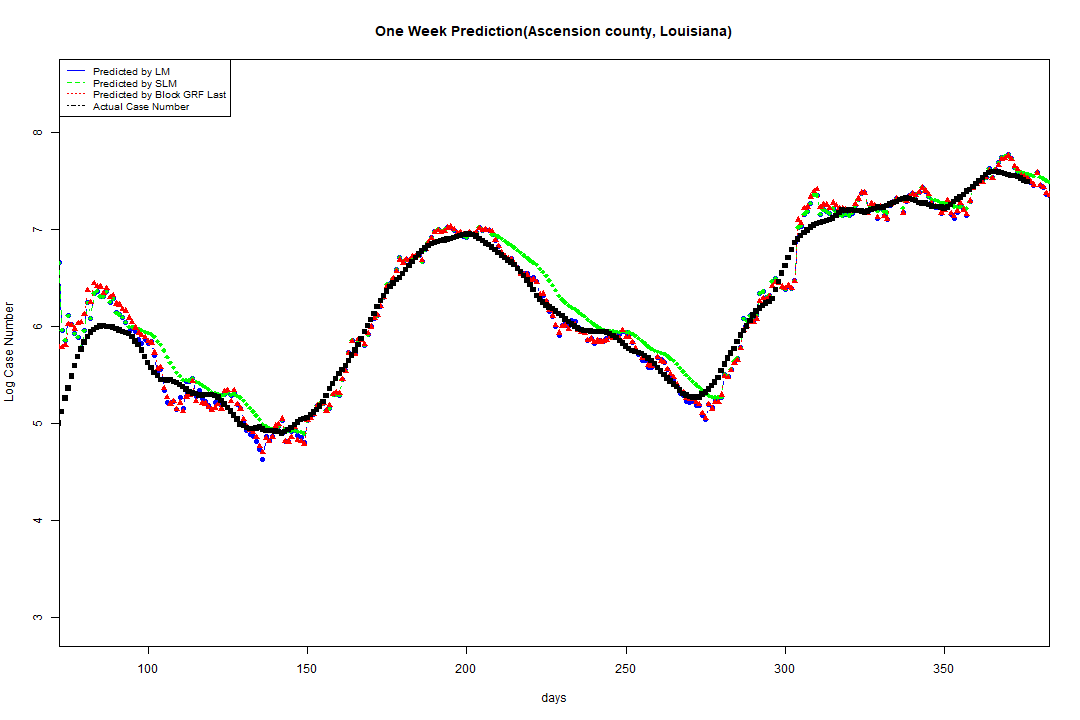 One Week Prediction(Ascension county, Louisiana)
Predicted by LM
Predicted by SLM
Predicted by Block GRF Last
Actual Case Number
8
7
6
5
4
3
Log Case Number
100 150 200 250 300 350
days